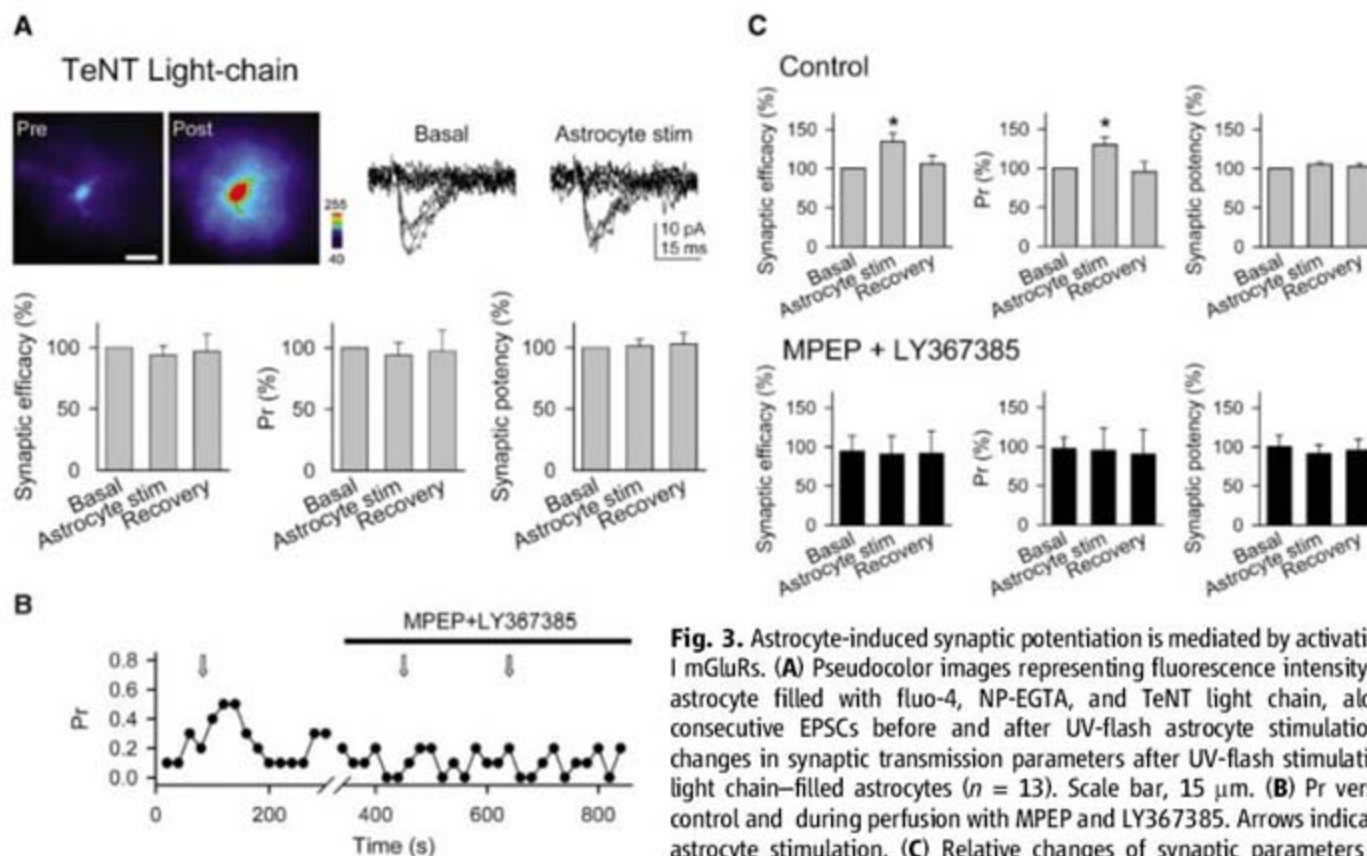 A
TeNT Light-chain
Pre
Post
255
40
Basal
Astrocyte stim
10 pA
15 ms
Synaptic efficacy (%)
100
50
0
Basal
Astrocyte stim
Recovery
Pr (%)
100
50
0
Basal
Astrocyte stim
Recovery
Synaptic potency (%)
100
50
0
Basal
Astrocyte stim
Recovery
B
MPEP+LY367385
Pr
0.8
0.6
0.4
0.2
0.0
0
200
400
600
800
Time (s)
C
Control
Synaptic efficacy (%)
150
100
50
0
*
Basal
Astrocyte stim
Recovery
Pr (%)
150
100
50
0
*
Basal
Astrocyte stim
Recovery
Synaptic potency (%)
150
100
50
0
Basal
Astrocyte stim
Recovery
MPEP + LY367385
Synaptic efficacy (%)
150
100
50
0
Basal
Astrocyte stim
Recovery
Pr (%)
150
100
50
0
Basal
Astrocyte stim
Recovery
Synaptic potency (%)
150
100
50
0
Basal
Astrocyte stim
Recovery
Fig. 3. Astrocyte-induced synaptic potentiation is mediated by activati
I mGluRs. (A) Pseudocolor images representing fluorescence intensity
astrocyte filled with fluo-4, NP-EGTA, and TeNT light chain, alo
consecutive EPSCs before and after UV-flash astrocyte stimulatio
changes in synaptic transmission parameters after UV-flash stimulati
light chain–filled astrocytes (n = 13). Scale bar, 15 μm. (B) Pr ver
control and during perfusion with MPEP and LY367385. Arrows indica
astrocyte stimulation. (C) Relative changes of synaptic parameters